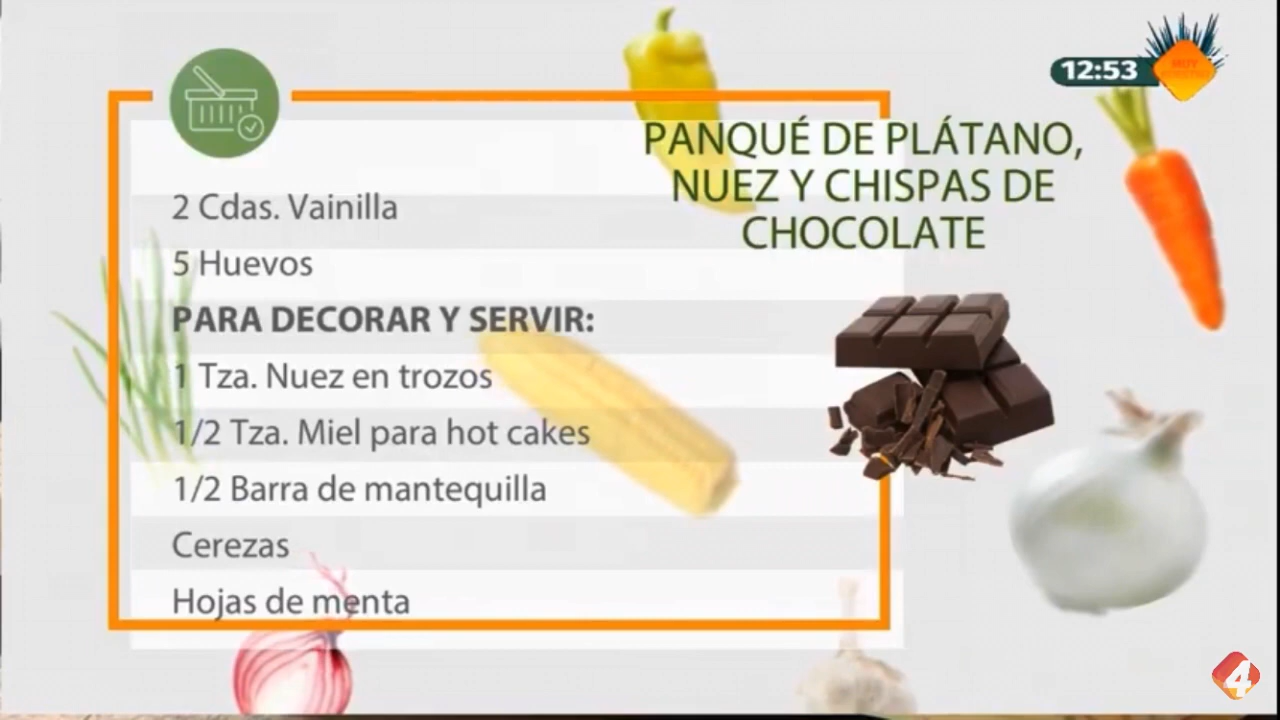 12:53
PANQUÉ DE PLÁTANO,
NUEZ Y CHISPAS DE
CHOCOLATE
2 Cdas. Vainilla
5 Huevos
PARA DECORAR Y SERVIR:
1 Tza. Nuez en trozos
1/2 Tza. Miel para hot cakes
1/2 Barra de mantequilla
Cerezas
Hojas de menta
4